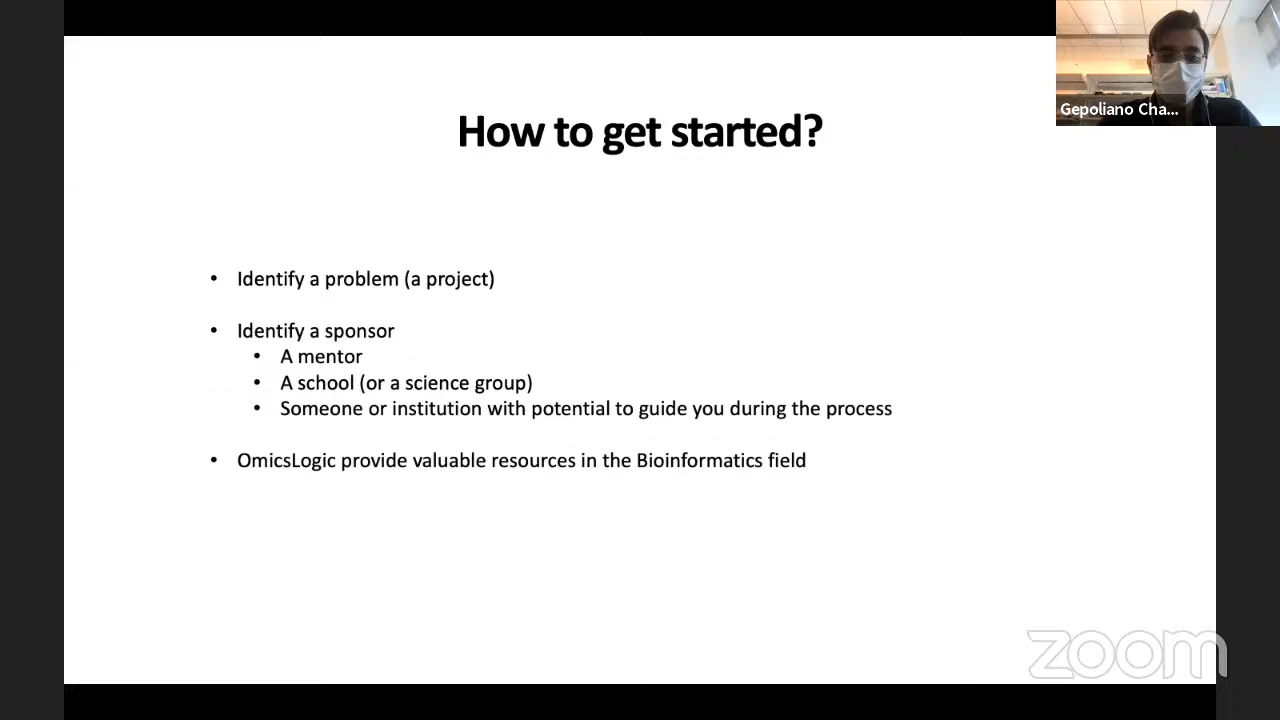 Gepoliano Cha...
How to get started?
• Identify a problem (a project)
• Identify a sponsor
• A mentor
• A school (or a science group)
• Someone or institution with potential to guide you during the process
• OmicsLogic provide valuable resources in the Bioinformatics field
zoom